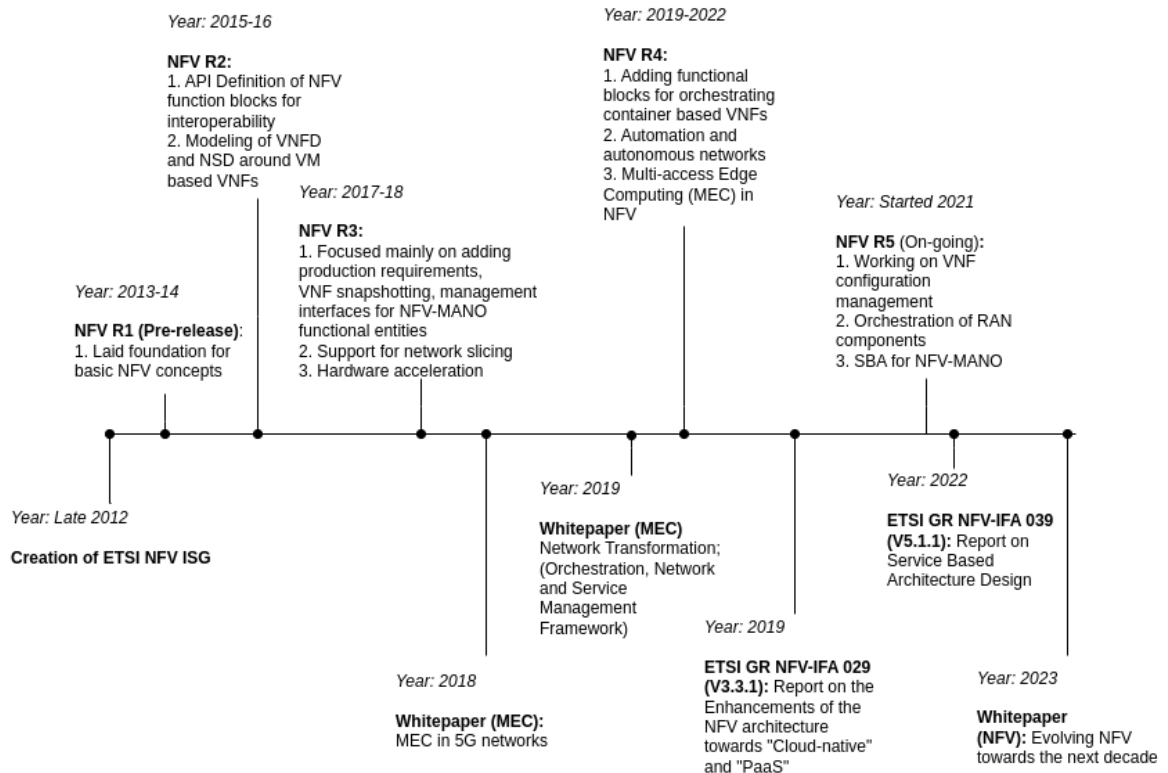 Year: 2015-16
NFV R2:
1. API Definition of NFV
function blocks for
interoperability
2. Modeling of VNFD
and NSD around VM
based VNFs
Year: 2019-2022
NFV R4:
1. Adding functional
blocks for orchestrating
container based VNFs
2. Automation and
autonomous networks
3. Multi-access Edge
Computing (MEC) in
NFV
Year: 2017-18
NFV R3:
1. Focused mainly on adding
production requirements,
VNF snapshotting, management
interfaces for NFV-MANO
functional entities
2. Support for network slicing
3. Hardware acceleration
Year: Started 2021
NFV R5 (On-going):
1. Working on VNF
configuration
management
2. Orchestration of RAN
components
3. SBA for NFV-MANO
Year: 2013-14
NFV R1 (Pre-release):
1. Laid foundation for
basic NFV concepts
Year: Late 2012
Creation of ETSI NFV ISG
Year: 2018
Whitepaper (MEC):
MEC in 5G networks
Year: 2019
Whitepaper (MEC)
Network Transformation;
(Orchestration, Network
and Service
Management
Framework)
Year: 2019
ETSI GR NFV-IFA 029
(V3.3.1): Report on the
Enhancements of the
NFV architecture
towards "Cloud-native"
and "PaaS"
Year: 2022
ETSI GR NFV-IFA 039
(V5.1.1): Report on
Service Based
Architecture Design
Year: 2023
Whitepaper
(NFV): Evolving NFV
towards the next decade